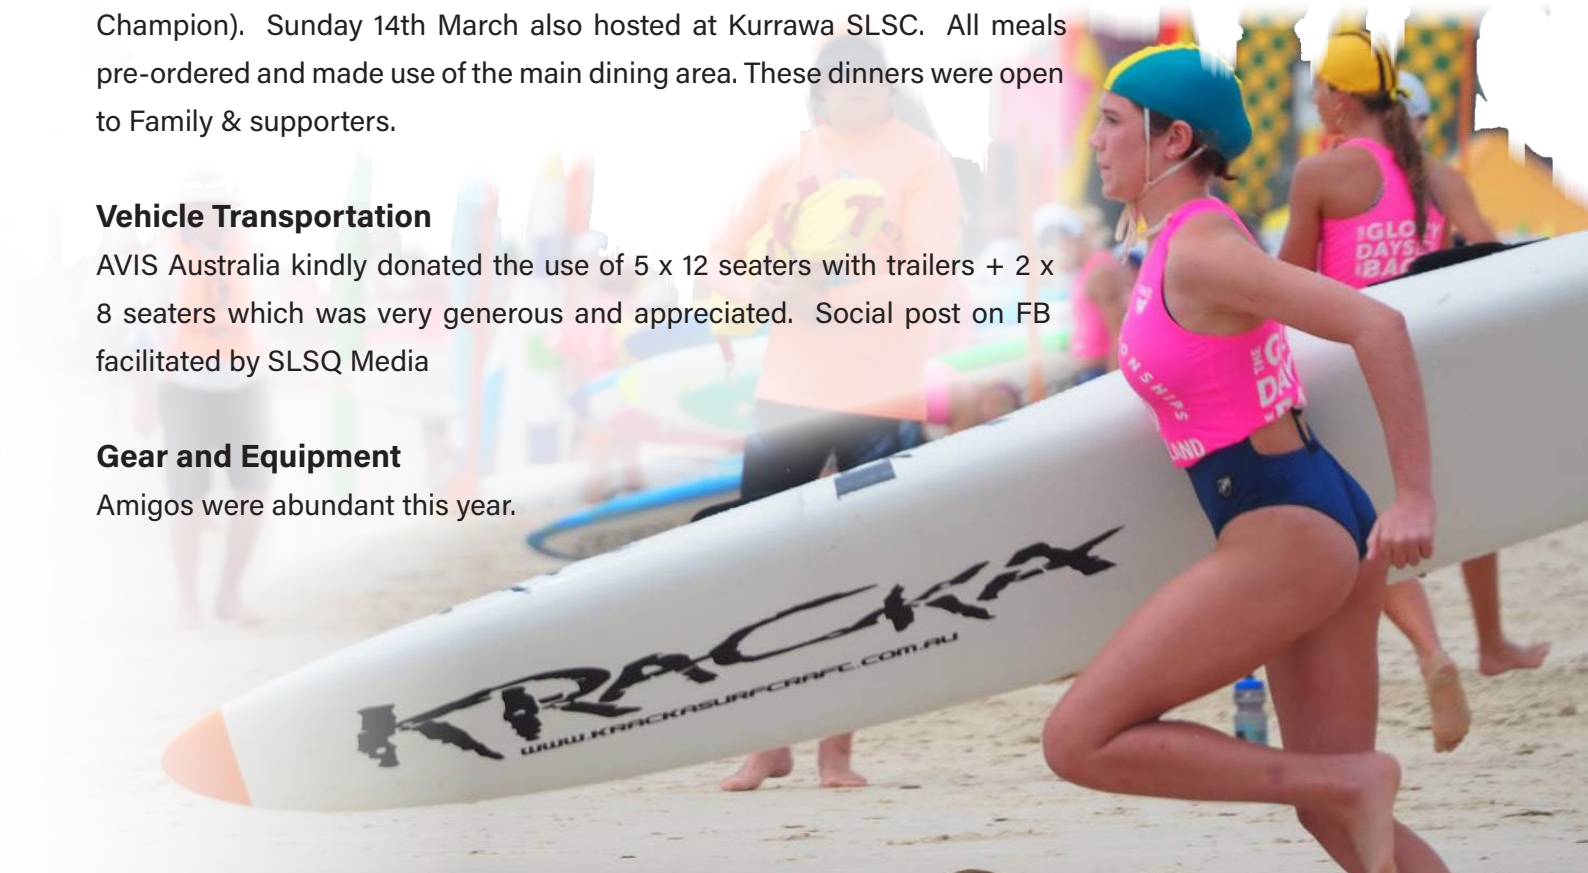 Champion). Sunday 14th March also hosted at Kurrawa SLSC. All meals
pre-ordered and made use of the main dining area. These dinners were open
to Family & supporters.
Vehicle Transportation
AVIS Australia kindly donated the use of 5 x 12 seaters with trailers + 2 x
8 seaters which was very generous and appreciated. Social post on FB
facilitated by SLSQ Media
Gear and Equipment
Amigos were abundant this year.
KRACKA
WWW.KRACKASURFCRAFT.COM.AU